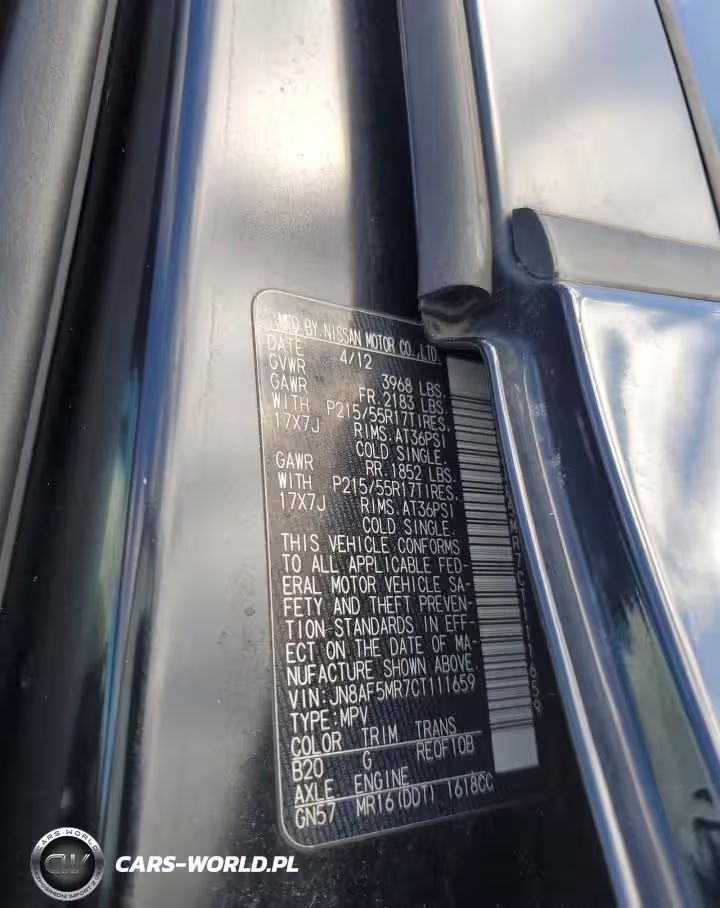 MFD BY NISSAN MOTOR CO.,LTD.
DATE 4/12
GVWR 3968 LBS.
GAWR FR.2183 LBS.
WITH P215/55R17TIRES.
17X7J RIMS.AT36PSI
COLD SINGLE.
GAWR RR.1852 LBS.
WITH P215/55R17TIRES.
17X7J RIMS.AT36PSI
COLD SINGLE.
THIS VEHICLE CONFORMS
TO ALL APPLICABLE FED-
ERAL MOTOR VEHICLE SA-
FETY AND THEFT PREVEN-
TION STANDARDS IN EFF-
ECT ON THE DATE OF MA-
NUFACTURE SHOWN ABOVE.
VIN:JN8AF5MR7CT111659
TYPE:MPV
COLOR TRIM TRANS
B20 G RE0F10B
AXLE ENGINE
GN57 MR16(DDT) 1618CC
CARS-WORLD
CW
CARS-WORLD.PL